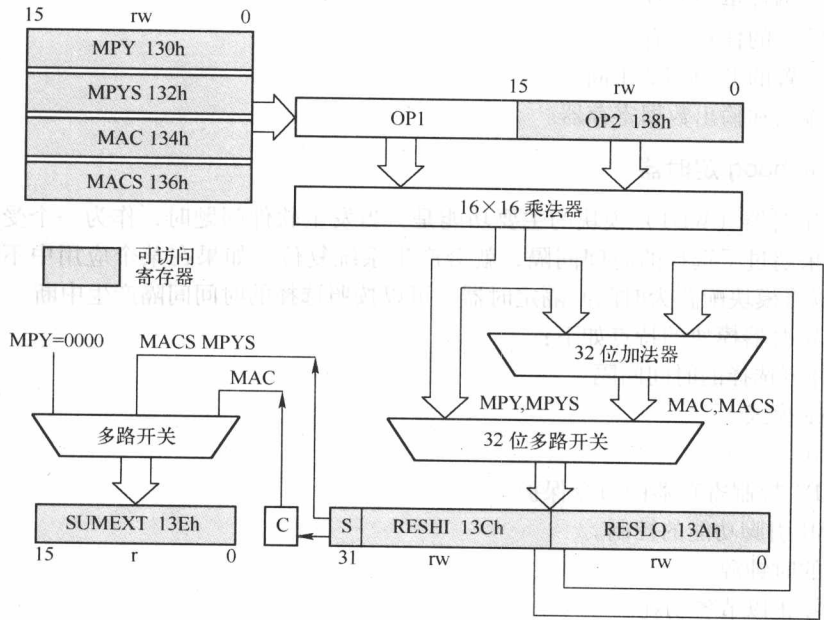 15 rw 0
MPY 130h
MPYS 132h
MAC 134h
MACS 136h
15 rw 0
OP1 OP2 138h
16×16 乘法器
可访问
寄存器
32 位加法器
MPY=0000 MACS MPYS
MAC
MPY,MPYS MAC,MACS
多路开关
32 位多路开关
SUMEXT 13Eh
C S RESHI 13Ch RESLO 13Ah
15 r 0
31 rw rw 0